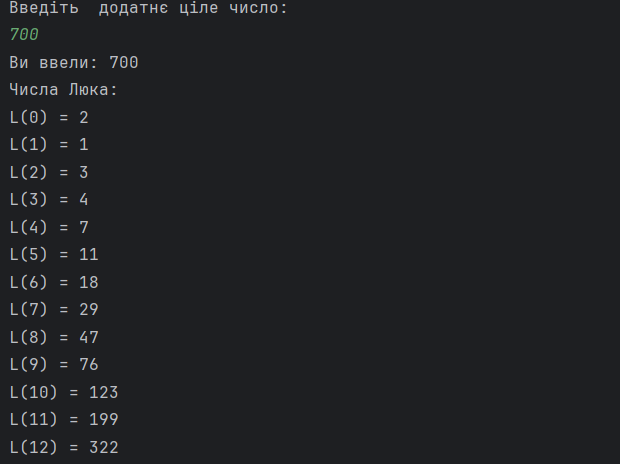 Введіть  додатнє ціле число:
700
Ви ввели: 700
Числа Люка:
L(0) = 2
L(1) = 1
L(2) = 3
L(3) = 4
L(4) = 7
L(5) = 11
L(6) = 18
L(7) = 29
L(8) = 47
L(9) = 76
L(10) = 123
L(11) = 199
L(12) = 322